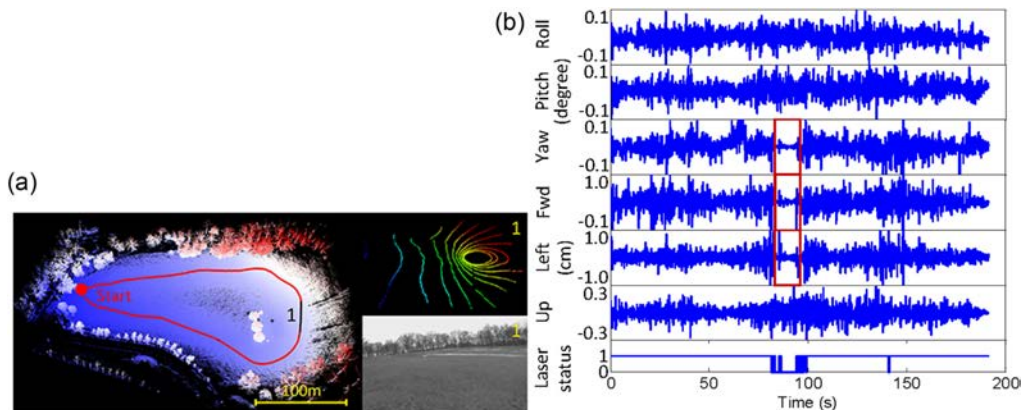 (a)
Start
1
100m
1
1
(b)
Roll
0.1
-0.1
Pitch
(degree)
0.1
-0.1
Yaw
0.1
-0.1
Fwd
1.0
-0.1
Left
(cm)
1.0
-1.0
Up
0.3
-0.3
Laser
status
1
0
0 50 100 150 200
Time (s)